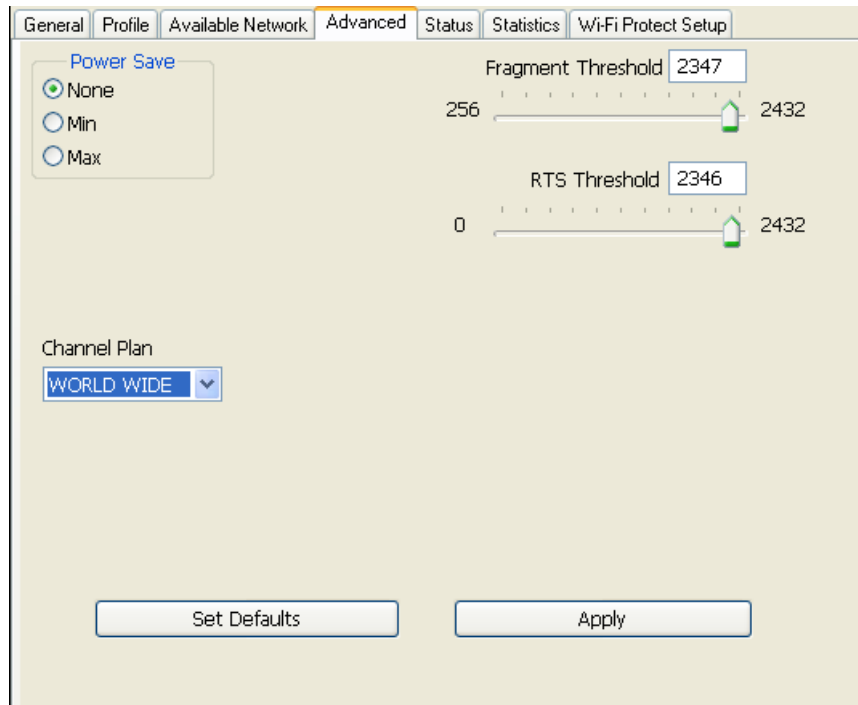 General Profile Available Network Advanced Status Statistics Wi-Fi Protect Setup
Power Save
None
Min
Max
Fragment Threshold 2347
256 2432
RTS Threshold 2346
0 2432
Channel Plan
WORLD WIDE
Set Defaults Apply